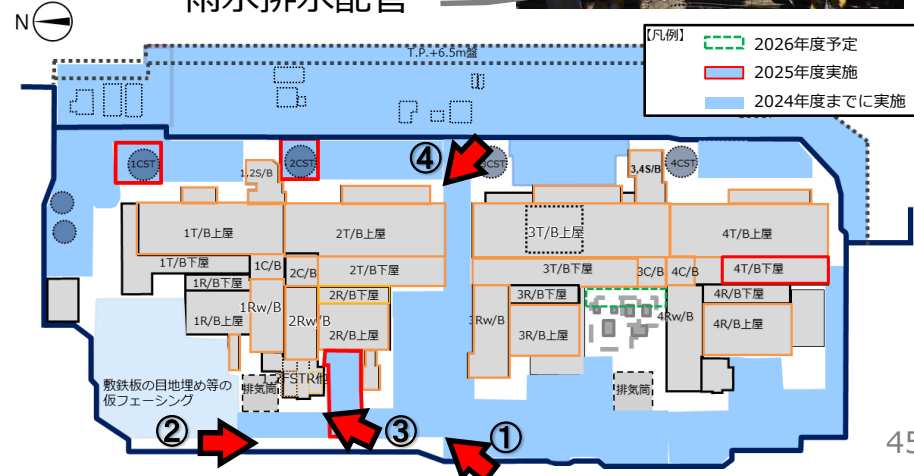 雨水排水配管
N
【凡例】
2026年度予定
2025年度実施
2024年度までに実施
T.P.+6.5m盤
1CST
2CST
④
3CST
4CST
1,2S/B
3,4S/B
1T/B上屋
2T/B上屋
3T/B上屋
4T/B上屋
1T/B下屋
1C/B
2C/B
2T/B下屋
3T/B下屋
3C/B
4C/B
4T/B下屋
1R/B下屋
2R/B下屋
3R/B下屋
4R/B下屋
1Rw/B
2Rw/B
3Rw/B
4Rw/B
1R/B上屋
2R/B上屋
3R/B上屋
4R/B上屋
敷鉄板の目地埋め等の
仮フェーシング
排気筒
FSTR他
排気筒
②
③
①
45